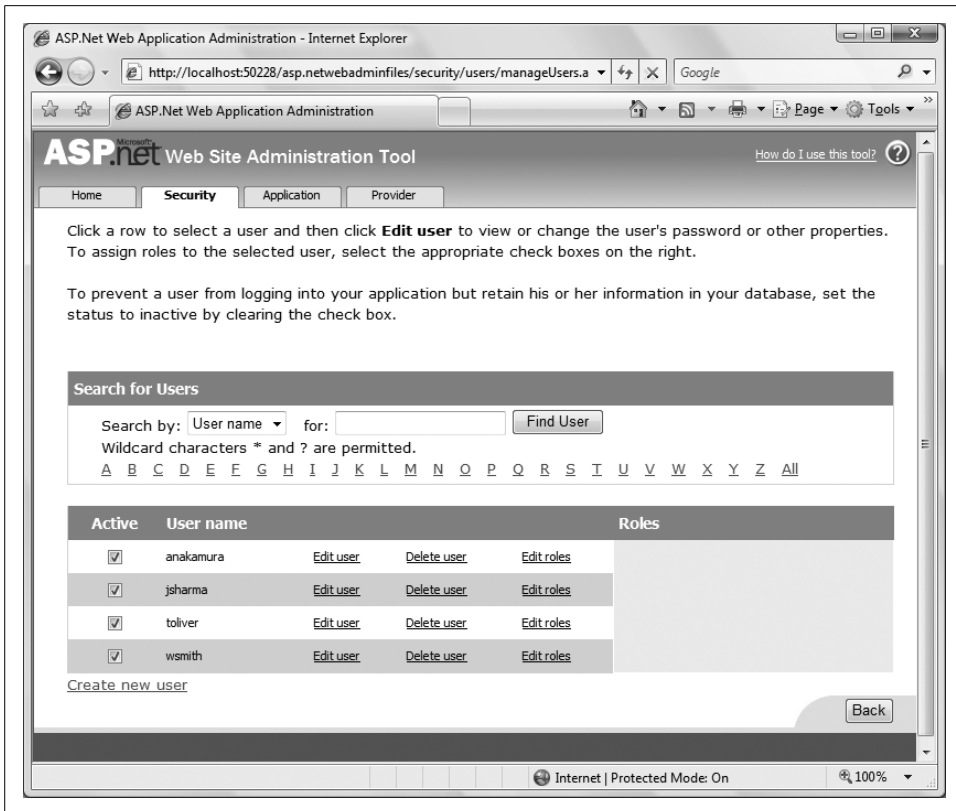 ASP.Net Web Application Administration - Internet Explorer
http://localhost:50228/asp.netwebadminfiles/security/users/manageUsers.a
Google
ASP.Net Web Application Administration
Page Tools »
Microsoft
ASP.net Web Site Administration Tool
How do I use this tool? ?
Home Security Application Provider
Click a row to select a user and then click Edit user to view or change the user's password or other properties.
To assign roles to the selected user, select the appropriate check boxes on the right.
To prevent a user from logging into your application but retain his or her information in your database, set the
status to inactive by clearing the check box.
Search for Users
Search by: User name for: Find User
Wildcard characters * and ? are permitted.
A B C D E F G H I J K L M N O P Q R S T U V W X Y Z All
Active User name Roles
anakamura Edit user Delete user Edit roles
jsharma Edit user Delete user Edit roles
toliver Edit user Delete user Edit roles
wsmith Edit user Delete user Edit roles
Create new user
Back
Internet | Protected Mode: On 100%